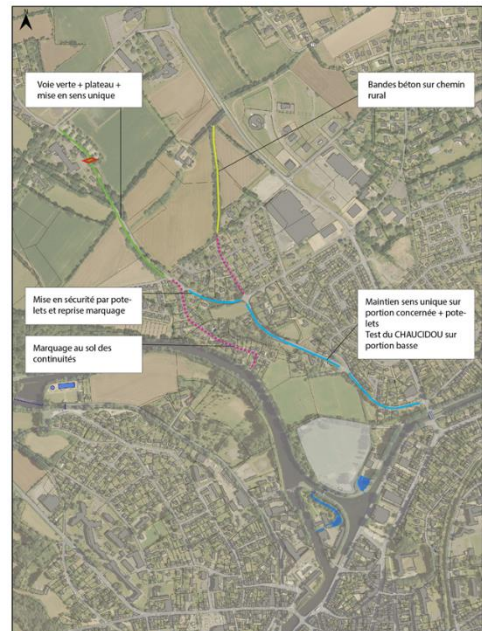 N
Voie verte + plateau +
mise en sens unique
Bandes béton sur chemin
rural
Mise en sécurité par pote-
lets et reprise marquage
Maintien sens unique sur
portion concernée + pote-
lets
Test du CHAUCIDOU sur
portion basse
Marquage au sol des
continuités